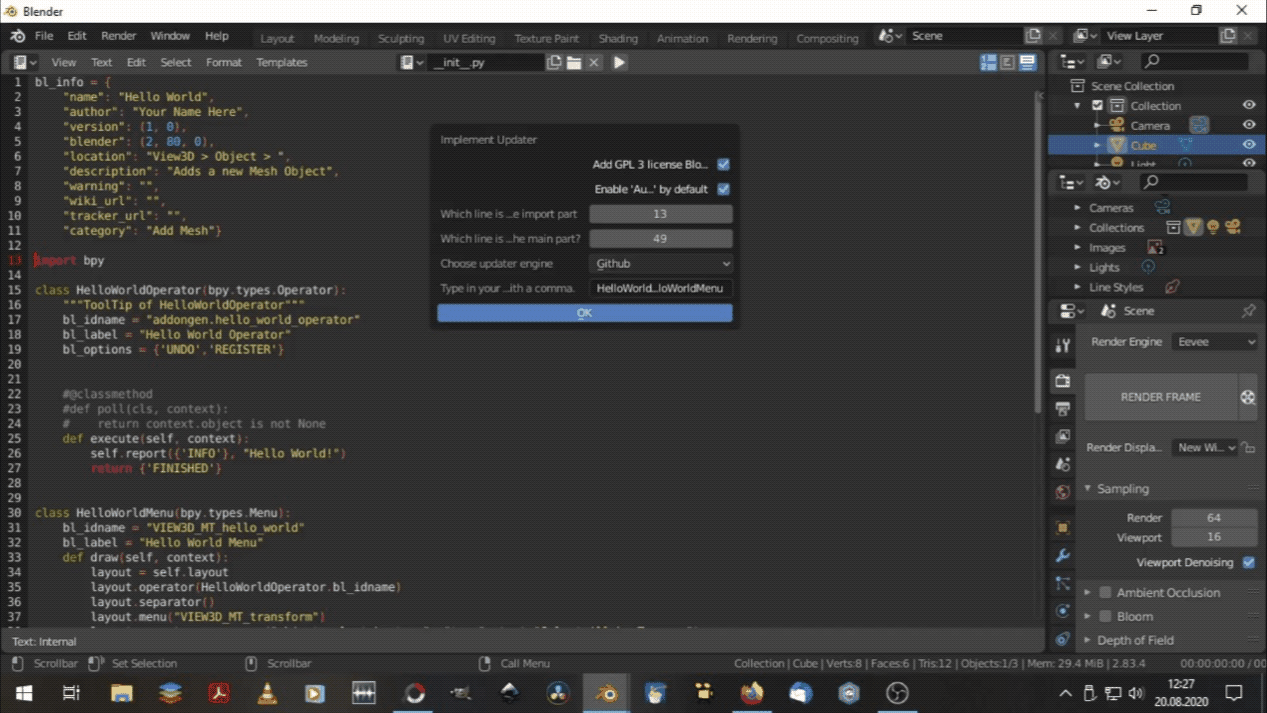 Blender
File Edit Render Window Help Layout Modeling Sculpting UV Editing Texture Paint Shading Animation Rendering Compositing Scene View Layer
View Text Edit Select Format Templates __init__.py
1 bl_info = {
2 "name": "Hello World",
3 "author": "Your Name Here",
4 "version": (1, 0),
5 "blender": (2, 80, 0),
6 "location": "View3D > Object > ",
7 "description": "Adds a new Mesh Object",
8 "warning": "",
9 "wiki_url": "",
10 "tracker_url": "",
11 "category": "Add Mesh"}
12
13 import bpy
14
15 class HelloWorldOperator(bpy.types.Operator):
16 """ToolTip of HelloWorldOperator"""
17 bl_idname = "addongen.hello_world_operator"
18 bl_label = "Hello World Operator"
19 bl_options = {'UNDO','REGISTER'}
20
21
22 #@classmethod
23 #def poll(cls, context):
24 # return context.object is not None
25 def execute(self, context):
26 self.report({'INFO'}, "Hello World!")
27 return {'FINISHED'}
28
29
30 class HelloWorldMenu(bpy.types.Menu):
31 bl_idname = "VIEW3D_MT_hello_world"
32 bl_label = "Hello World Menu"
33 def draw(self, context):
34 layout = self.layout
35 layout.operator(HelloWorldOperator.bl_idname)
36 layout.separator()
37 layout.menu("VIEW3D_MT_transform")
Implement Updater
Add GPL 3 license Blo...
Enable 'Au...' by default
Which line is ...e import part 13
Which line is ...he main part? 49
Choose updater engine Github
Type in your ...ith a comma. HelloWorld...loWorldMenu
OK
Scene Collection
Collection
Camera
Cube
Light
Cameras
Collections
Images 2
Lights
Line Styles
Scene
Render Engine Eevee
RENDER FRAME
Render Displa... New Wi...
Sampling
Render 64
Viewport 16
Viewport Denoising
Ambient Occlusion
Bloom
Depth of Field
Text: Internal
Scrollbar Set Selection Scrollbar Call Menu Collection | Cube | Verts:8 | Faces:6 | Tris:12 | Objects:1/3 | Mem: 29.4 MiB | 2.83.4 00:00:00:00 / 00
12:27
20.08.2020